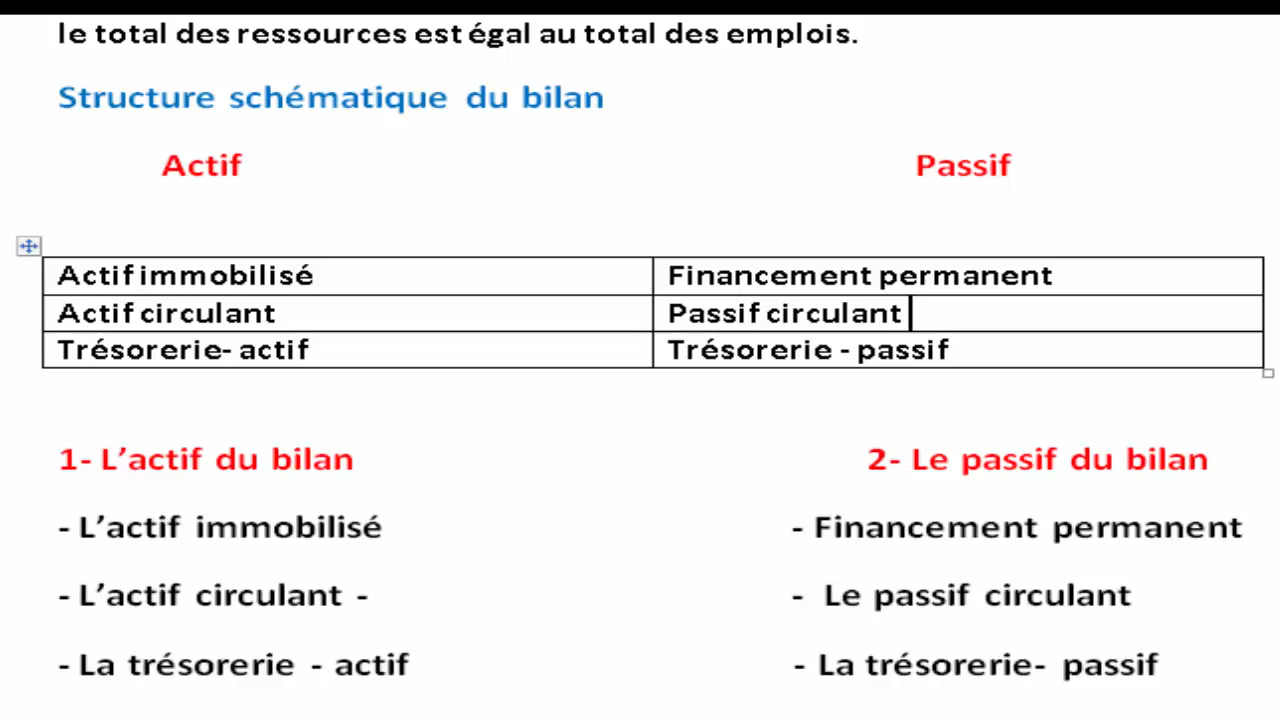 le total des ressources est égal au total des emplois.
Structure schématique du bilan
Actif Passif
Actif immobilisé Financement permanent
Actif circulant Passif circulant
Trésorerie- actif Trésorerie - passif
1- L’actif du bilan 2- Le passif du bilan
- L’actif immobilisé - Financement permanent
- L’actif circulant - - Le passif circulant
- La trésorerie - actif - La trésorerie- passif